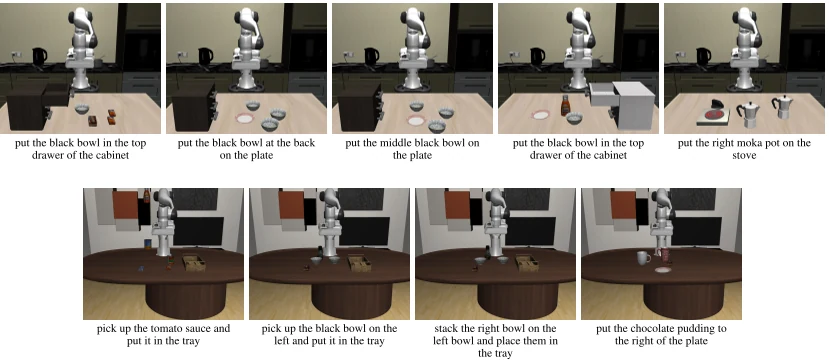 put the black bowl in the top
drawer of the cabinet
put the black bowl at the back
on the plate
put the middle black bowl on
the plate
put the black bowl in the top
drawer of the cabinet
put the right moka pot on the
stove
pick up the tomato sauce and
put it in the tray
pick up the black bowl on the
left and put it in the tray
stack the right bowl on the
left bowl and place them in
the tray
put the chocolate pudding to
the right of the plate